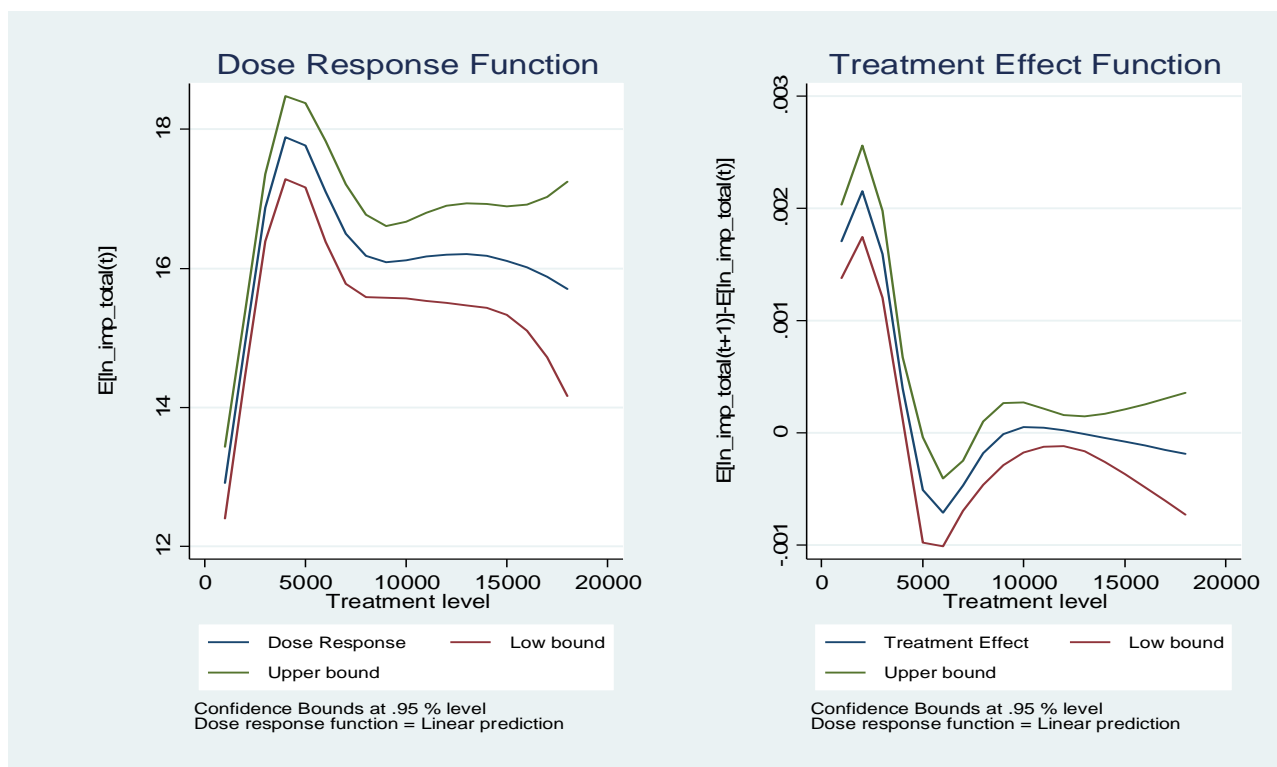 Dose Response Function
E[ln_imp_total(t)]
18
16
14
12
0 5000 10000 15000 20000
Treatment level
Dose Response Low bound
Upper bound
Confidence Bounds at .95 % level
Dose response function = Linear prediction
Treatment Effect Function
E[ln_imp_total(t+1)]-E[ln_imp_total(t)]
.003
.002
.001
0
-.001
0 5000 10000 15000 20000
Treatment level
Treatment Effect Low bound
Upper bound
Confidence Bounds at .95 % level
Dose response function = Linear prediction